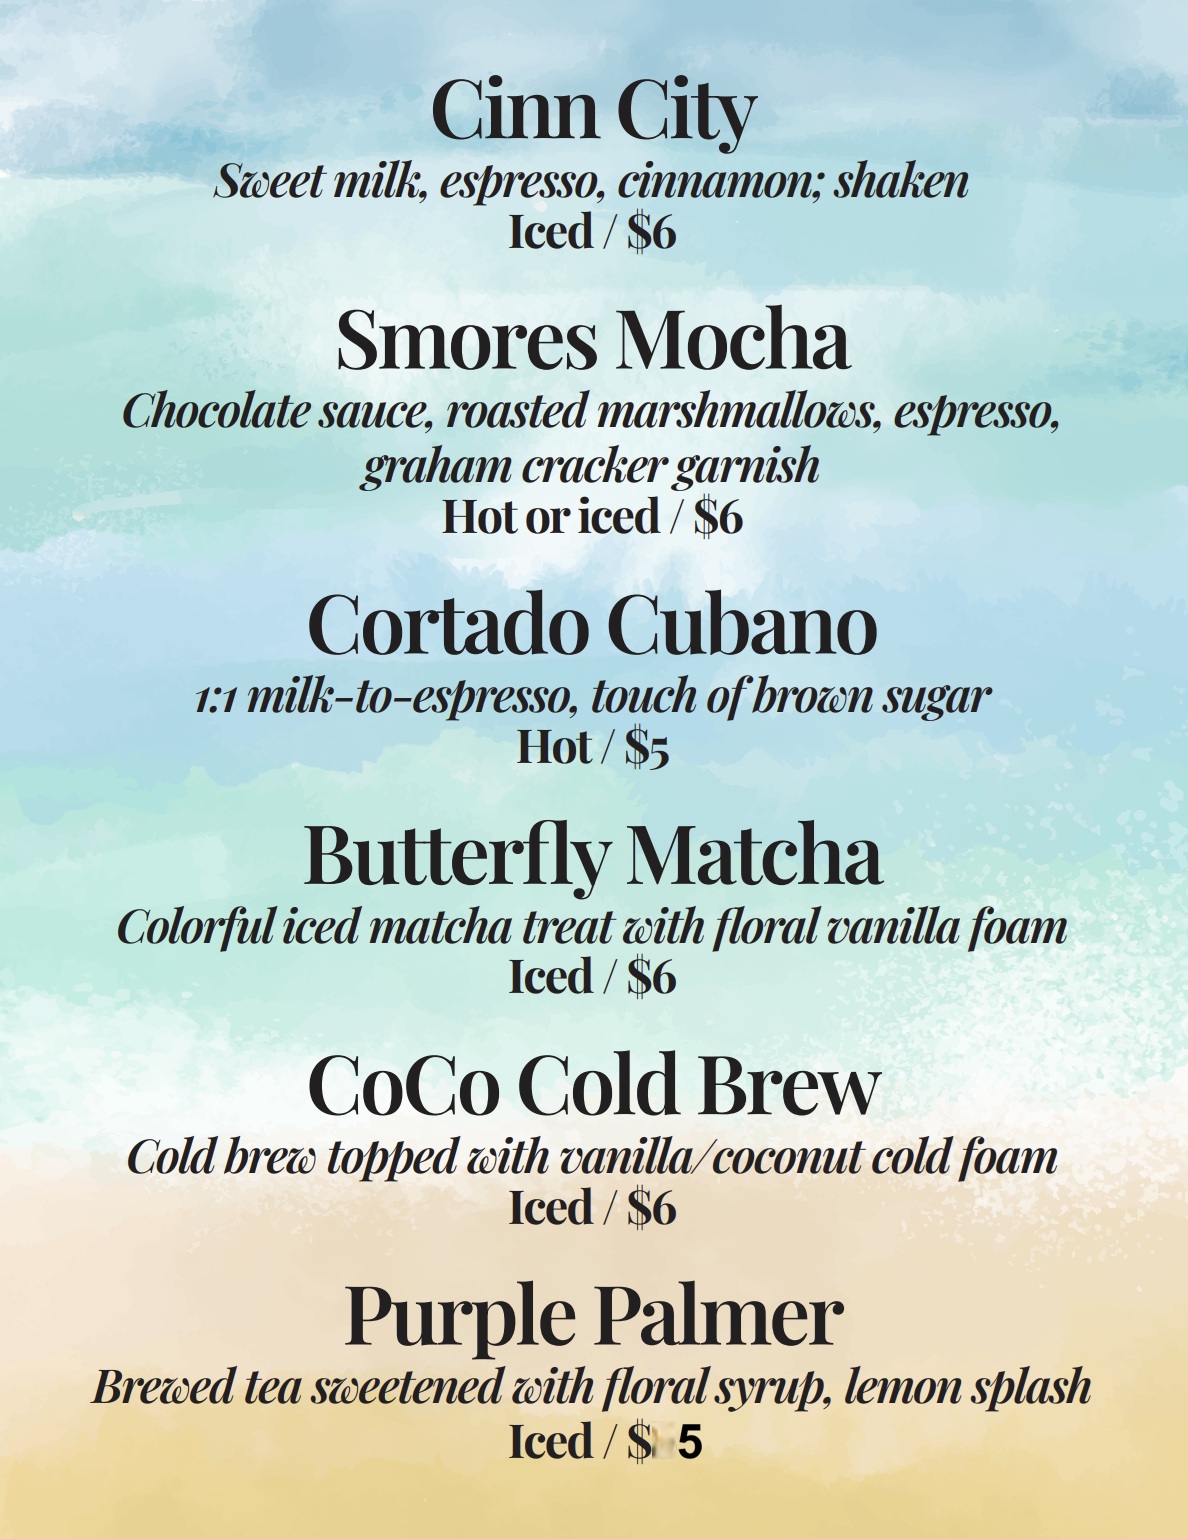 Cinn City
Sweet milk, espresso, cinnamon; shaken
Iced / $6
Smores Mocha
Chocolate sauce, roasted marshmallows, espresso,
graham cracker garnish
Hot or iced / $6
Cortado Cubano
1:1 milk-to-espresso, touch of brown sugar
Hot / $5
Butterfly Matcha
Colorful iced matcha treat with floral vanilla foam
Iced / $6
CoCo Cold Brew
Cold brew topped with vanilla/coconut cold foam
Iced / $6
Purple Palmer
Brewed tea sweetened with floral syrup, lemon splash
Iced / $ 5